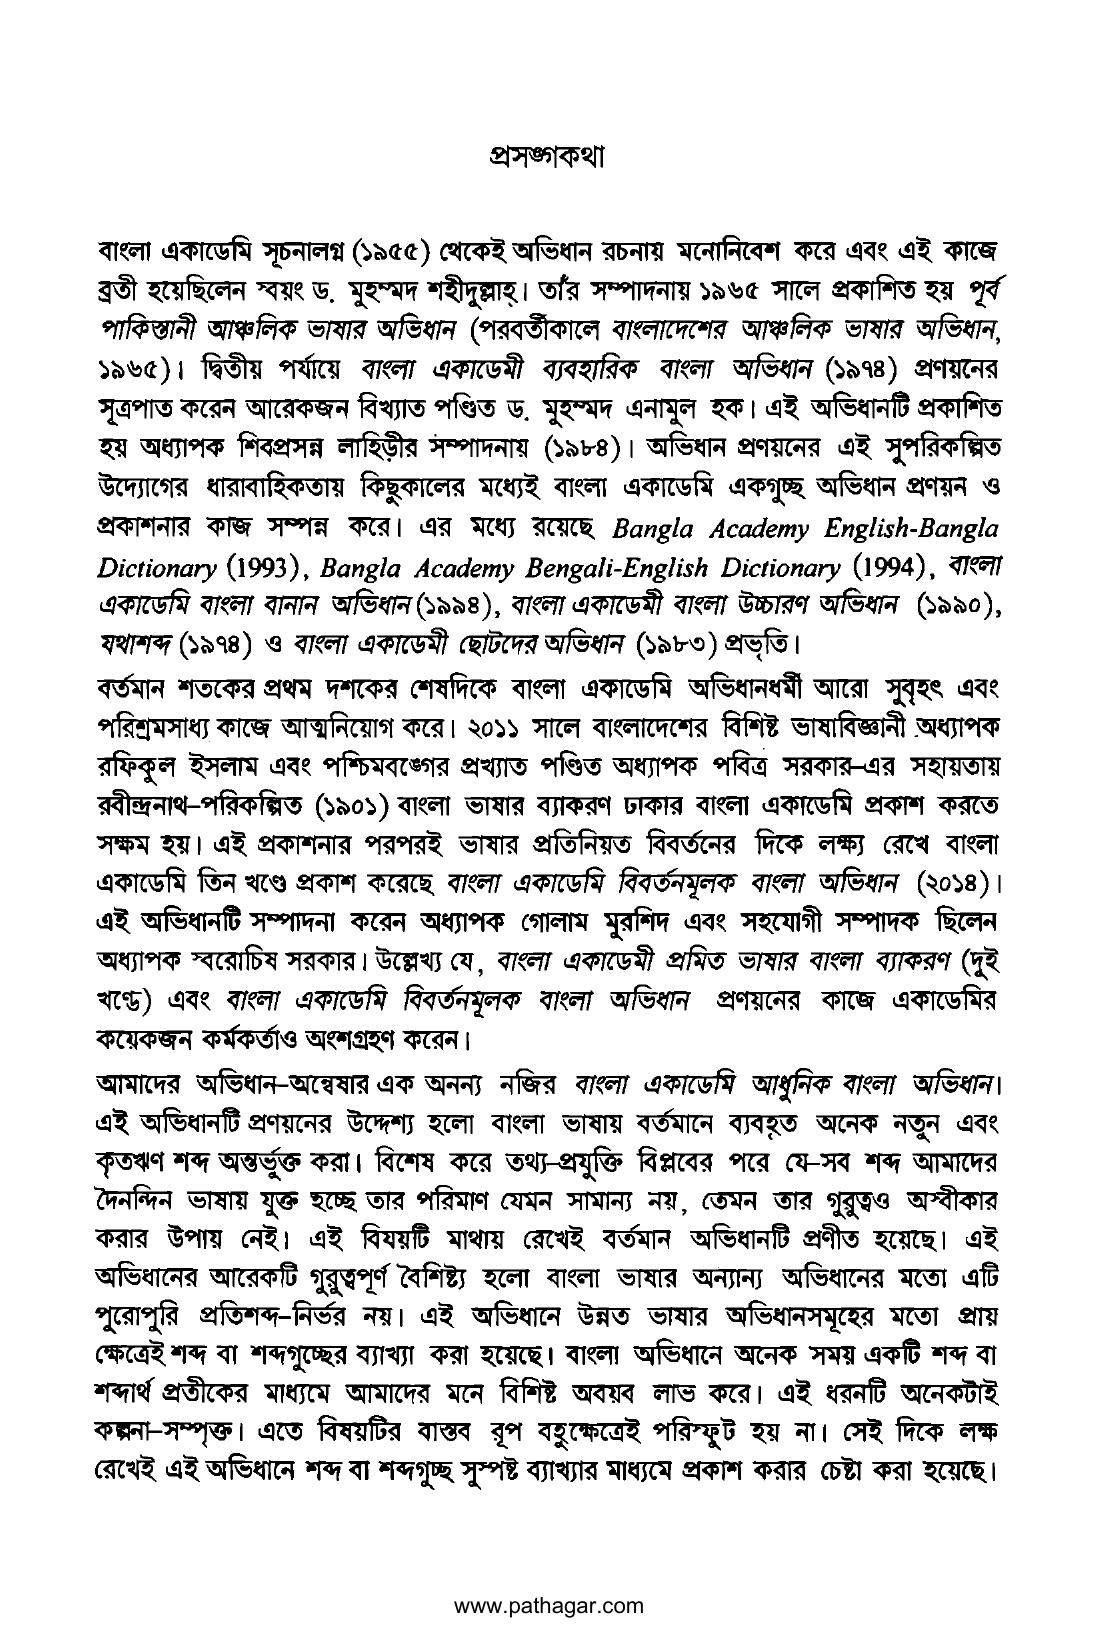 প্রসঙ্গকথা
বাংলা একাডেমি সূচনালগ্ন (১৯৫৫) থেকেই অভিধান রচনায় মনোনিবেশ করে এবং এই কাজে
ব্রতী হয়েছিলেন স্বয়ং ড. মুহম্মদ শহীদুল্লাহ্। তাঁর সম্পাদনায় ১৯৬৫ সালে প্রকাশিত হয় পূর্ব
পাকিস্তানী আঞ্চলিক ভাষার অভিধান (পরবর্তীকালে বাংলাদেশের আঞ্চলিক ভাষার অভিধান,
১৯৬৫)। দ্বিতীয় পর্যায়ে বাংলা একাডেমী ব্যবহারিক বাংলা অভিধান (১৯৭৪) প্রণয়নের
সূত্রপাত করেন আরেকজন বিখ্যাত পণ্ডিত ড. মুহম্মদ এনামুল হক। এই অভিধানটি প্রকাশিত
হয় অধ্যাপক শিবপ্রসন্ন লাহিড়ীর সম্পাদনায় (১৯৮৪)। অভিধান প্রণয়নের এই সুপরিকল্পিত
উদ্যোগের ধারাবাহিকতায় কিছুকালের মধ্যেই বাংলা একাডেমি একগুচ্ছ অভিধান প্রণয়ন ও
প্রকাশনার কাজ সম্পন্ন করে। এর মধ্যে রয়েছে Bangla Academy English-Bangla
Dictionary (1993), Bangla Academy Bengali-English Dictionary (1994), বাংলা
একাডেমি বাংলা বানান অভিধান (১৯৯৪), বাংলা একাডেমী বাংলা উচ্চারণ অভিধান (১৯৯০),
যথাশব্দ (১৯৭৪) ও বাংলা একাডেমী ছোটদের অভিধান (১৯৮৩) প্রভৃতি।
বর্তমান শতকের প্রথম দশকের শেষদিকে বাংলা একাডেমি অভিধানধর্মী আরো সুবৃহৎ এবং
পরিশ্রমসাধ্য কাজে আত্মনিয়োগ করে। ২০১১ সালে বাংলাদেশের বিশিষ্ট ভাষাবিজ্ঞানী অধ্যাপক
রফিকুল ইসলাম এবং পশ্চিমবঙ্গের প্রখ্যাত পণ্ডিত অধ্যাপক পবিত্র সরকার-এর সহায়তায়
রবীন্দ্রনাথ-পরিকল্পিত (১৯০১) বাংলা ভাষার ব্যাকরণ ঢাকার বাংলা একাডেমি প্রকাশ করতে
সক্ষম হয়। এই প্রকাশনার পরপরই ভাষার প্রতিনিয়ত বিবর্তনের দিকে লক্ষ্য রেখে বাংলা
একাডেমি তিন খণ্ডে প্রকাশ করেছে বাংলা একাডেমি বিবর্তনমূলক বাংলা অভিধান (২০১৪)।
এই অভিধানটি সম্পাদনা করেন অধ্যাপক গোলাম মুরশিদ এবং সহযোগী সম্পাদক ছিলেন
অধ্যাপক স্বরোচিষ সরকার। উল্লেখ্য যে, বাংলা একাডেমী প্রমিত ভাষার বাংলা ব্যাকরণ (দুই
খণ্ডে) এবং বাংলা একাডেমি বিবর্তনমূলক বাংলা অভিধান প্রণয়নের কাজে একাডেমির
কয়েকজন কর্মকর্তাও অংশগ্রহণ করেন।
আমাদের অভিধান-অন্বেষার এক অনন্য নজির বাংলা একাডেমি আধুনিক বাংলা অভিধান।
এই অভিধানটি প্রণয়নের উদ্দেশ্য হলো বাংলা ভাষায় বর্তমানে ব্যবহৃত অনেক নতুন এবং
কৃতঋণ শব্দ অন্তর্ভুক্ত করা। বিশেষ করে তথ্য-প্রযুক্তি বিপ্লবের পরে যে-সব শব্দ আমাদের
দৈনন্দিন ভাষায় যুক্ত হচ্ছে তার পরিমাণ যেমন সামান্য নয়, তেমন তার গুরুত্বও অস্বীকার
করার উপায় নেই। এই বিষয়টি মাথায় রেখেই বর্তমান অভিধানটি প্রণীত হয়েছে। এই
অভিধানের আরেকটি গুরুত্বপূর্ণ বৈশিষ্ট্য হলো বাংলা ভাষার অন্যান্য অভিধানের মতো এটি
পুরোপুরি প্রতিশব্দ-নির্ভর নয়। এই অভিধানে উন্নত ভাষার অভিধানসমূহের মতো প্রায়
ক্ষেত্রেই শব্দ বা শব্দগুচ্ছের ব্যাখ্যা করা হয়েছে। বাংলা অভিধানে অনেক সময় একটি শব্দ বা
শব্দার্থ প্রতীকের মাধ্যমে আমাদের মনে বিশিষ্ট অবয়ব লাভ করে। এই ধরনটি অনেকটাই
কল্পনা-সম্পৃক্ত। এতে বিষয়টির বাস্তব রূপ বহুক্ষেত্রেই পরিস্ফুট হয় না। সেই দিকে লক্ষ
রেখেই এই অভিধানে শব্দ বা শব্দগুচ্ছ সুস্পষ্ট ব্যাখ্যার মাধ্যমে প্রকাশ করার চেষ্টা করা হয়েছে।
www.pathagar.com